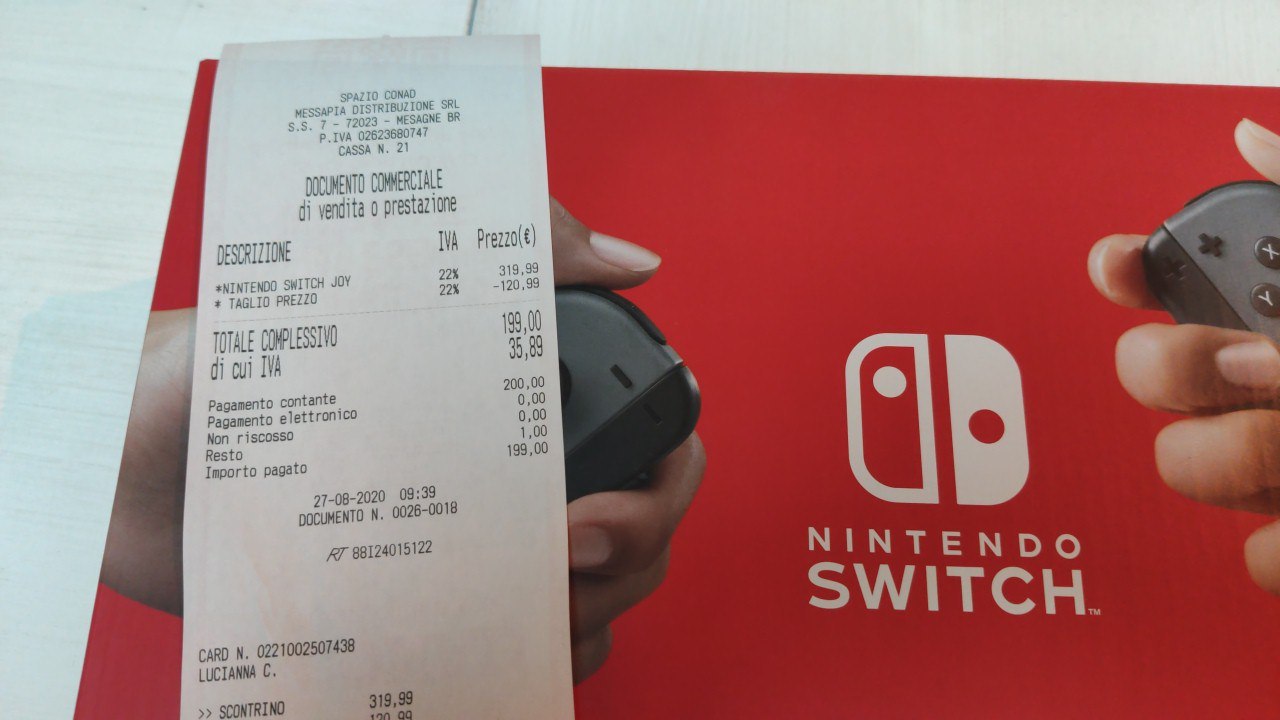 SPAZIO CONAD
MESSAPIA DISTRIBUZIONE SRL
S.S. 7 - 72023 - MESAGNE BR
P.IVA 02623680747
CASSA N. 21
DOCUMENTO COMMERCIALE
di vendita o prestazione
DESCRIZIONE IVA Prezzo(€)
*NINTENDO SWITCH JOY 22% 319,99
* TAGLIO PREZZO 22% -120,99
TOTALE COMPLESSIVO 199,00
di cui IVA 35,89
Pagamento contante 200,00
Pagamento elettronico 0,00
Non riscosso 0,00
Resto 1,00
Importo pagato 199,00
27-08-2020 09:39
DOCUMENTO N. 0026-0018
RT 88I24015122
CARD N. 0221002507438
LUCIANNA C.
>> SCONTRINO 319,99
120,99
X
Y
NINTENDO
SWITCH™